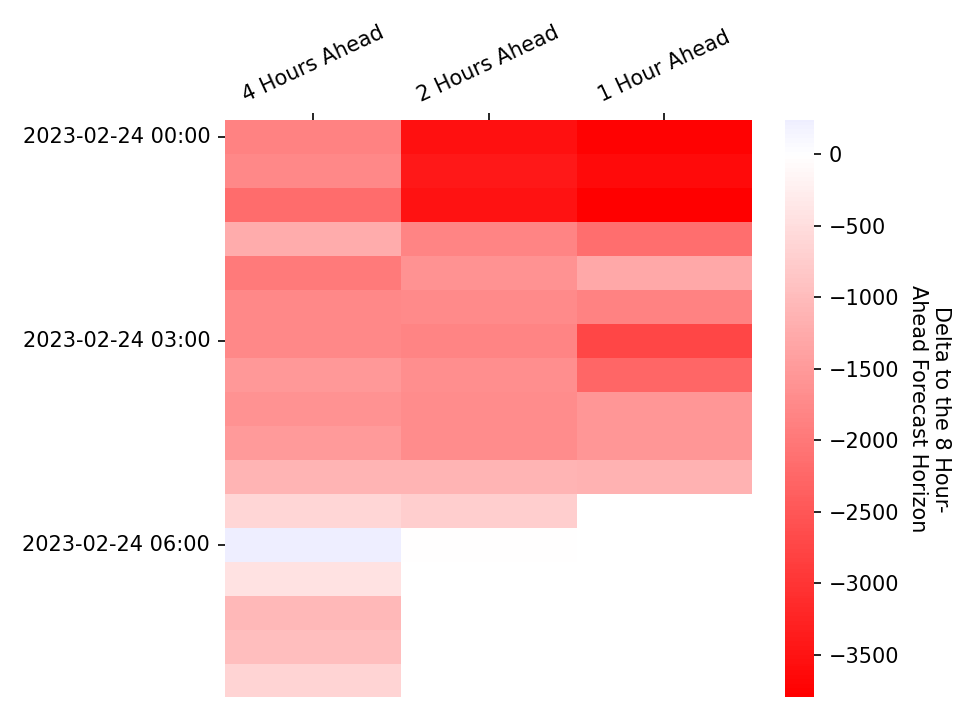 4 Hours Ahead
2 Hours Ahead
1 Hour Ahead
2023-02-24 00:00
2023-02-24 03:00
2023-02-24 06:00
0
−500
−1000
−1500
−2000
−2500
−3000
−3500
Delta to the 8 Hour-
Ahead Forecast Horizon